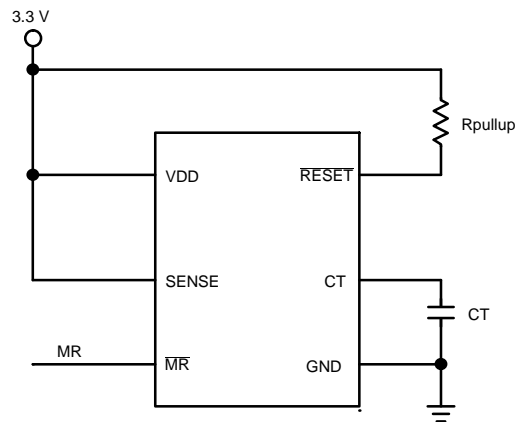 3.3 V
Rpullup
VDD
RESET
SENSE
CT
CT
MR
MR
GND